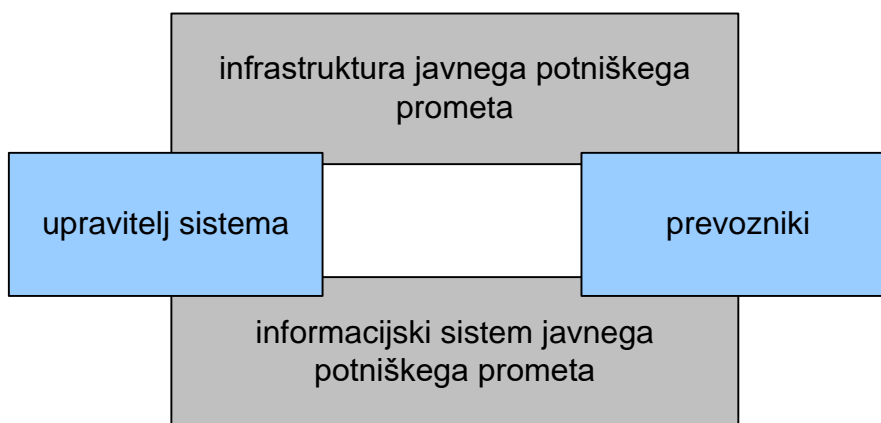 infrastruktura javnega potniškega
prometa
upravitelj sistema
prevozniki
informacijski sistem javnega
potniškega prometa